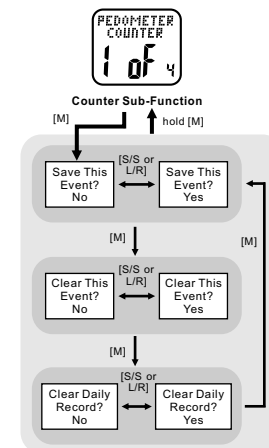 PEDOMETER
COUNTER
1 of 4
Counter Sub-Function
[M]
hold [M]
Save This
Event?
No
[S/S or
L/R]
Save This
Event?
Yes
[M]
[M]
Clear This
Event?
No
[S/S or
L/R]
Clear This
Event?
Yes
[M]
Clear Daily
Record?
No
[S/S or
L/R]
Clear Daily
Record?
Yes